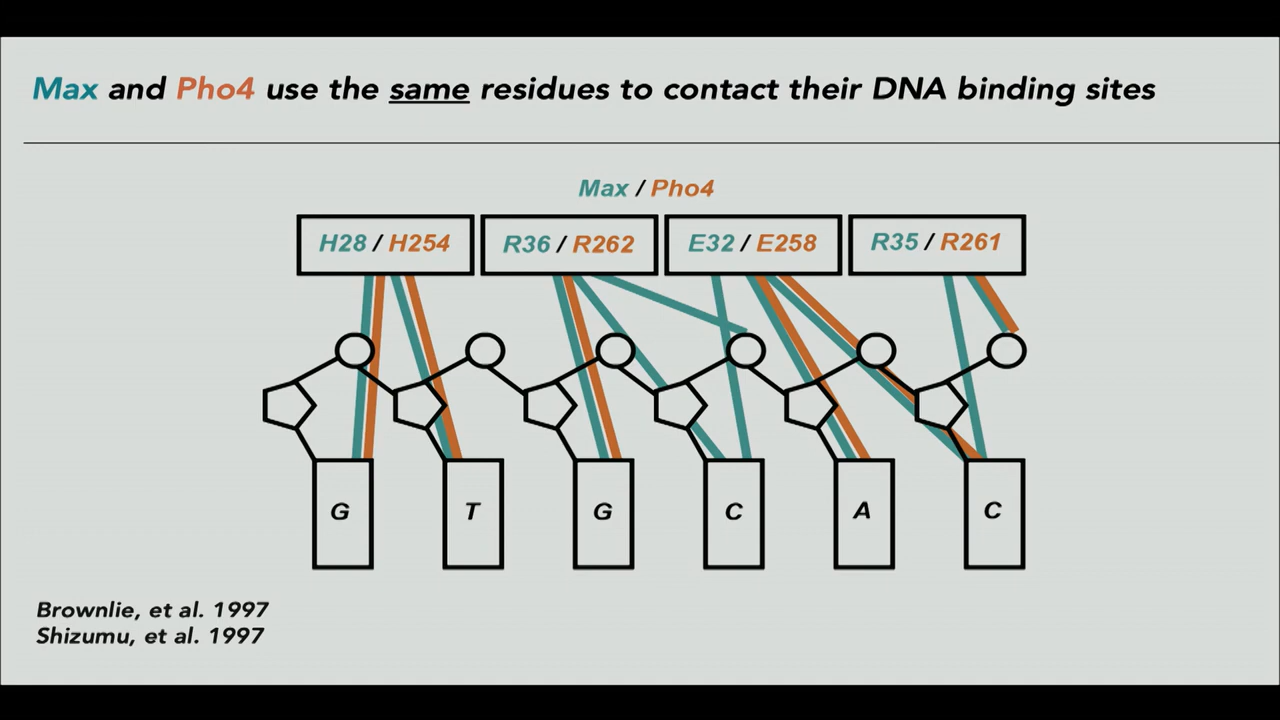 Max and Pho4 use the same residues to contact their DNA binding sites
Max / Pho4
H28 / H254
R36 / R262
E32 / E258
R35 / R261
G
T
G
C
A
C
Brownlie, et al. 1997
Shizumu, et al. 1997